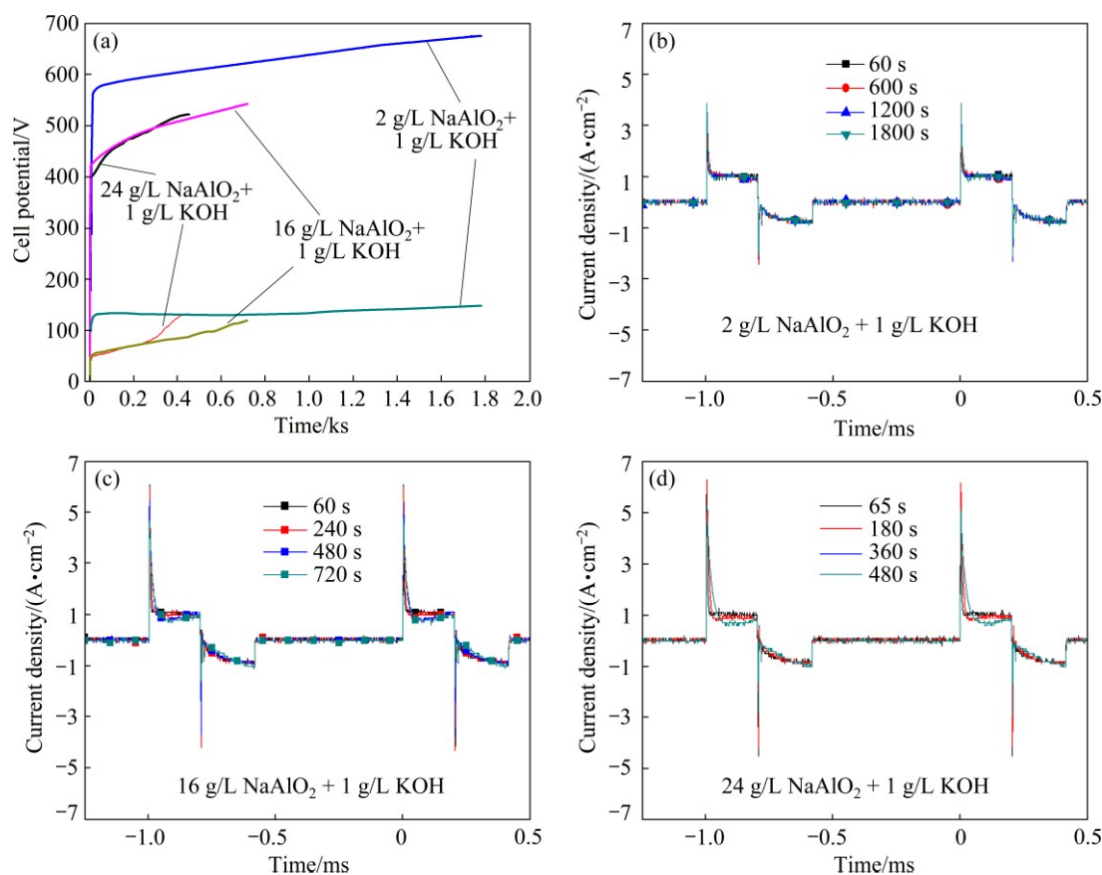 (a)
700
600
500
400
300
200
100
0
Cell potential/V
0 0.2 0.4 0.6 0.8 1.0 1.2 1.4 1.6 1.8 2.0
Time/ks
2 g/L NaAlO₂+
1 g/L KOH
24 g/L NaAlO₂+
1 g/L KOH
16 g/L NaAlO₂+
1 g/L KOH
(b)
7
5
3
1
−1
−3
−5
−7
Current density/(A•cm⁻²)
60 s
600 s
1200 s
1800 s
2 g/L NaAlO₂ + 1 g/L KOH
−1.0 −0.5 0 0.5
Time/ms
(c)
7
5
3
1
−1
−3
−5
−7
Current density/(A•cm⁻²)
60 s
240 s
480 s
720 s
16 g/L NaAlO₂ + 1 g/L KOH
−1.0 −0.5 0 0.5
Time/ms
(d)
7
5
3
1
−1
−3
−5
−7
Current density/(A•cm⁻²)
65 s
180 s
360 s
480 s
24 g/L NaAlO₂ + 1 g/L KOH
−1.0 −0.5 0 0.5
Time/ms